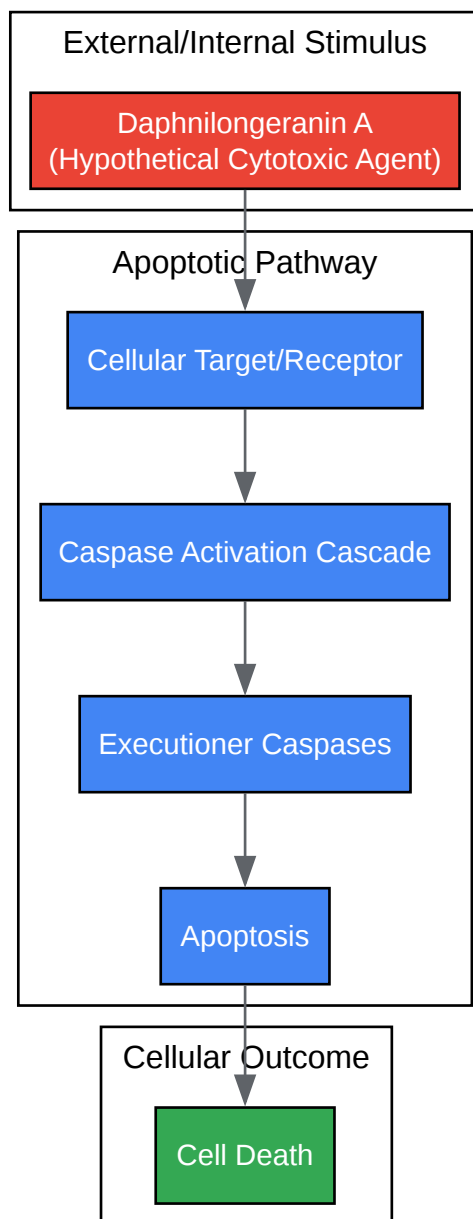 External/Internal Stimulus
Daphnilongeranin A
(Hypothetical Cytotoxic Agent)
Apoptotic Pathway
Cellular Target/Receptor
Caspase Activation Cascade
Executioner Caspases
Apoptosis
Cellular Outcome
Cell Death